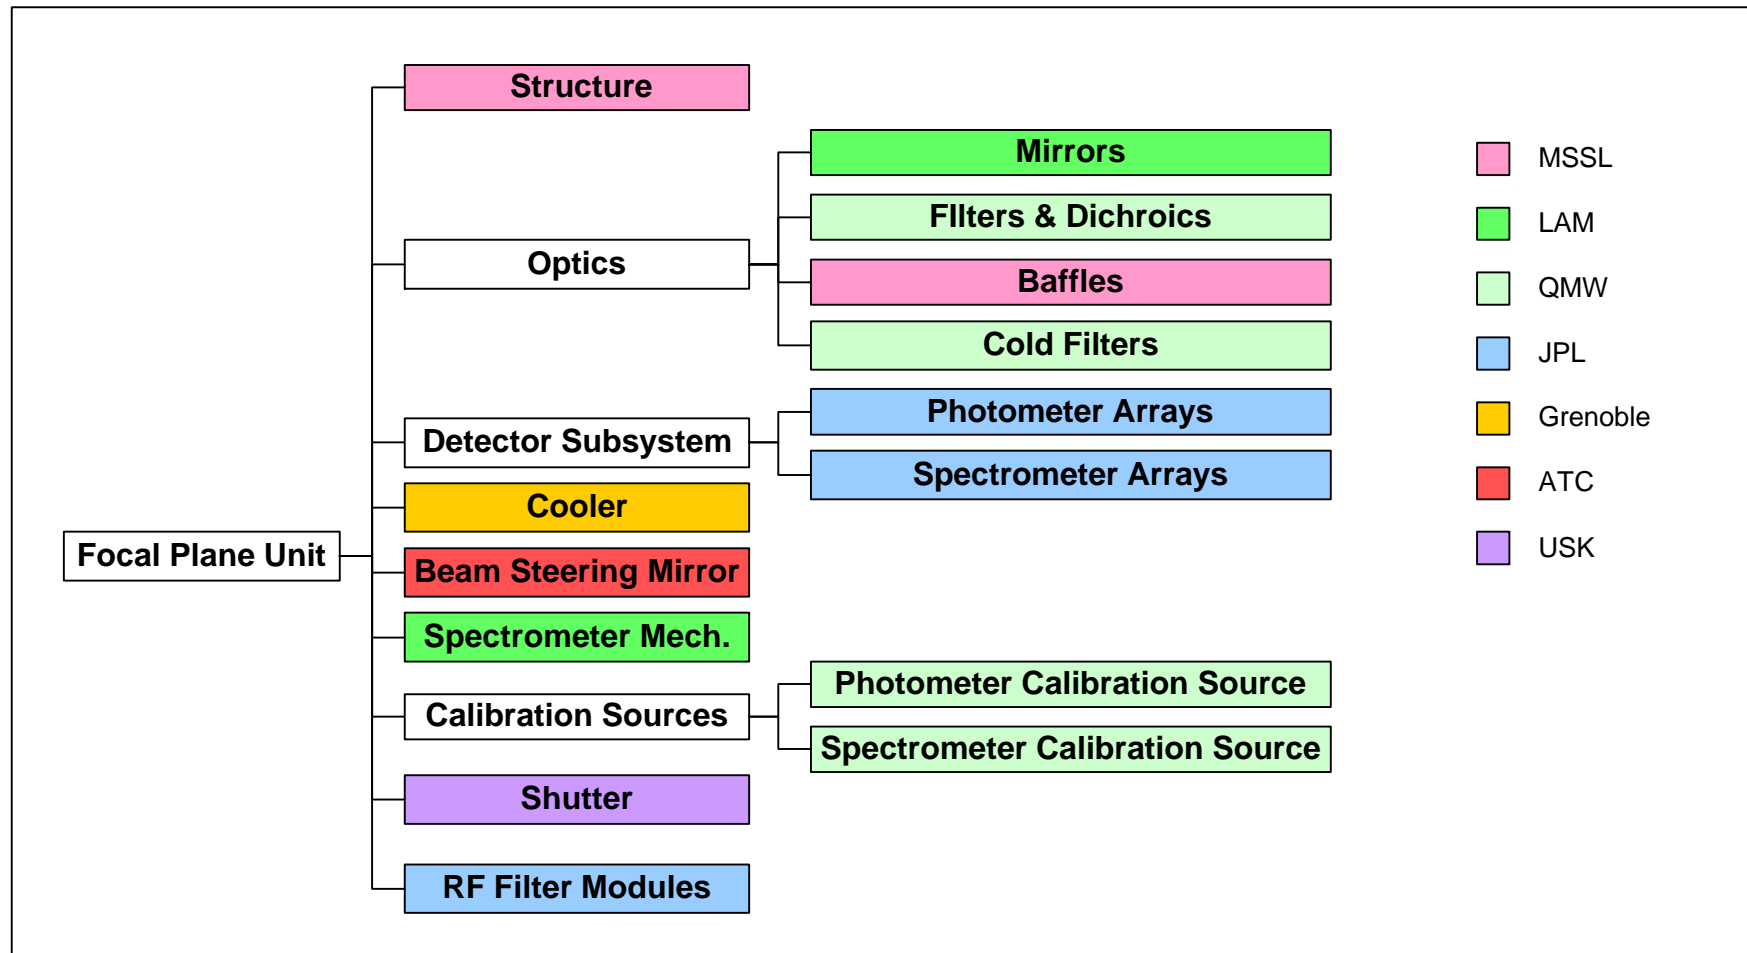 Structure
Mirrors
FIlters & Dichroics
Optics
Baffles
Cold Filters
Photometer Arrays
Detector Subsystem
Spectrometer Arrays
Cooler
Focal Plane Unit
Beam Steering Mirror
Spectrometer Mech.
Photometer Calibration Source
Calibration Sources
Spectrometer Calibration Source
Shutter
RF Filter Modules
MSSL
LAM
QMW
JPL
Grenoble
ATC
USK